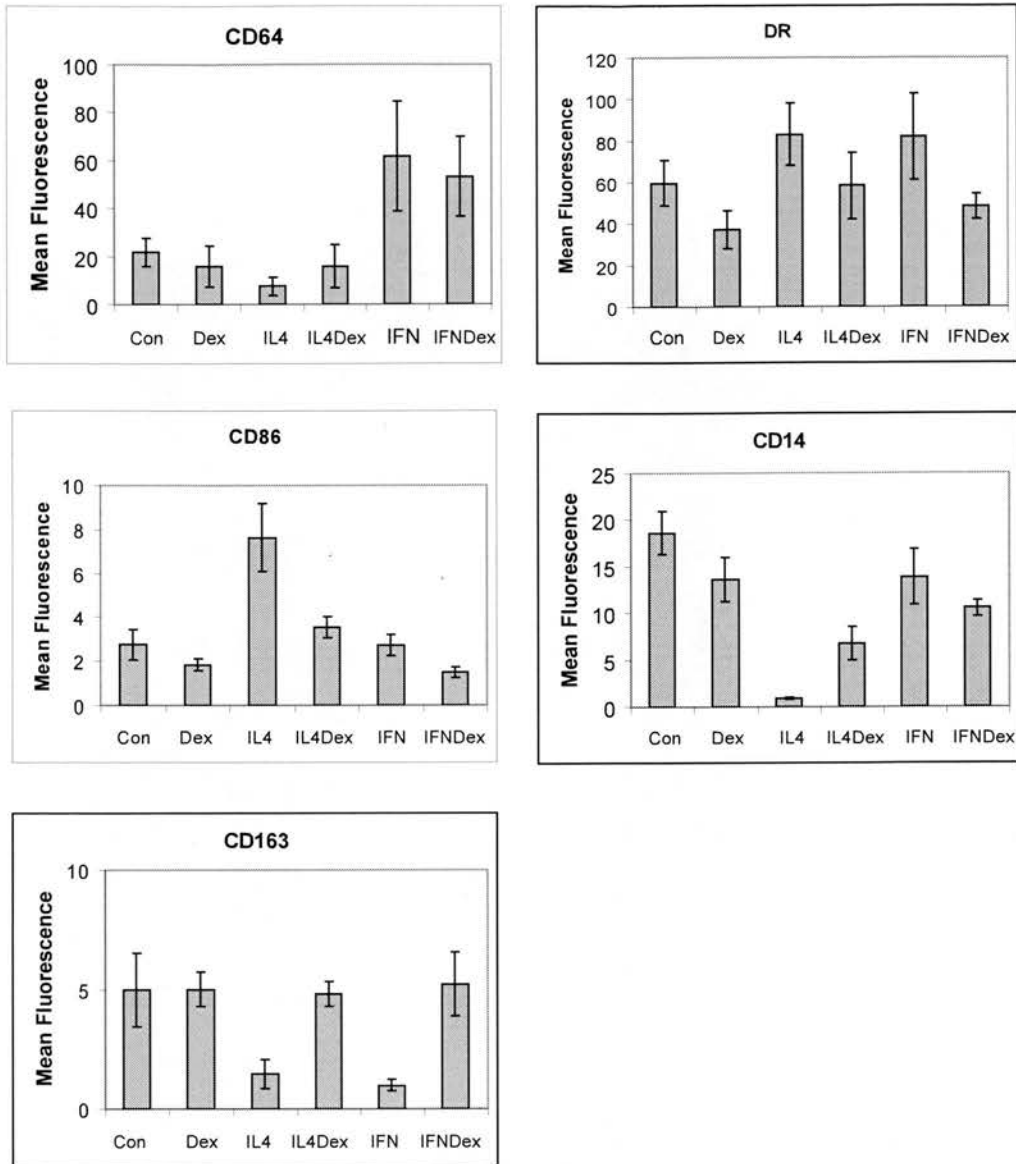 CD64
Mean Fluorescence
100
80
60
40
20
0
Con Dex IL4 IL4Dex IFN IFNDex
DR
Mean Fluorescence
120
100
80
60
40
20
0
Con Dex IL4 IL4Dex IFN IFNDex
CD86
Mean Fluorescence
10
8
6
4
2
0
Con Dex IL4 IL4Dex IFN IFNDex
CD14
Mean Fluorescence
25
20
15
10
5
0
Con Dex IL4 IL4Dex IFN IFNDex
CD163
Mean Fluorescence
10
5
0
Con Dex IL4 IL4Dex IFN IFNDex